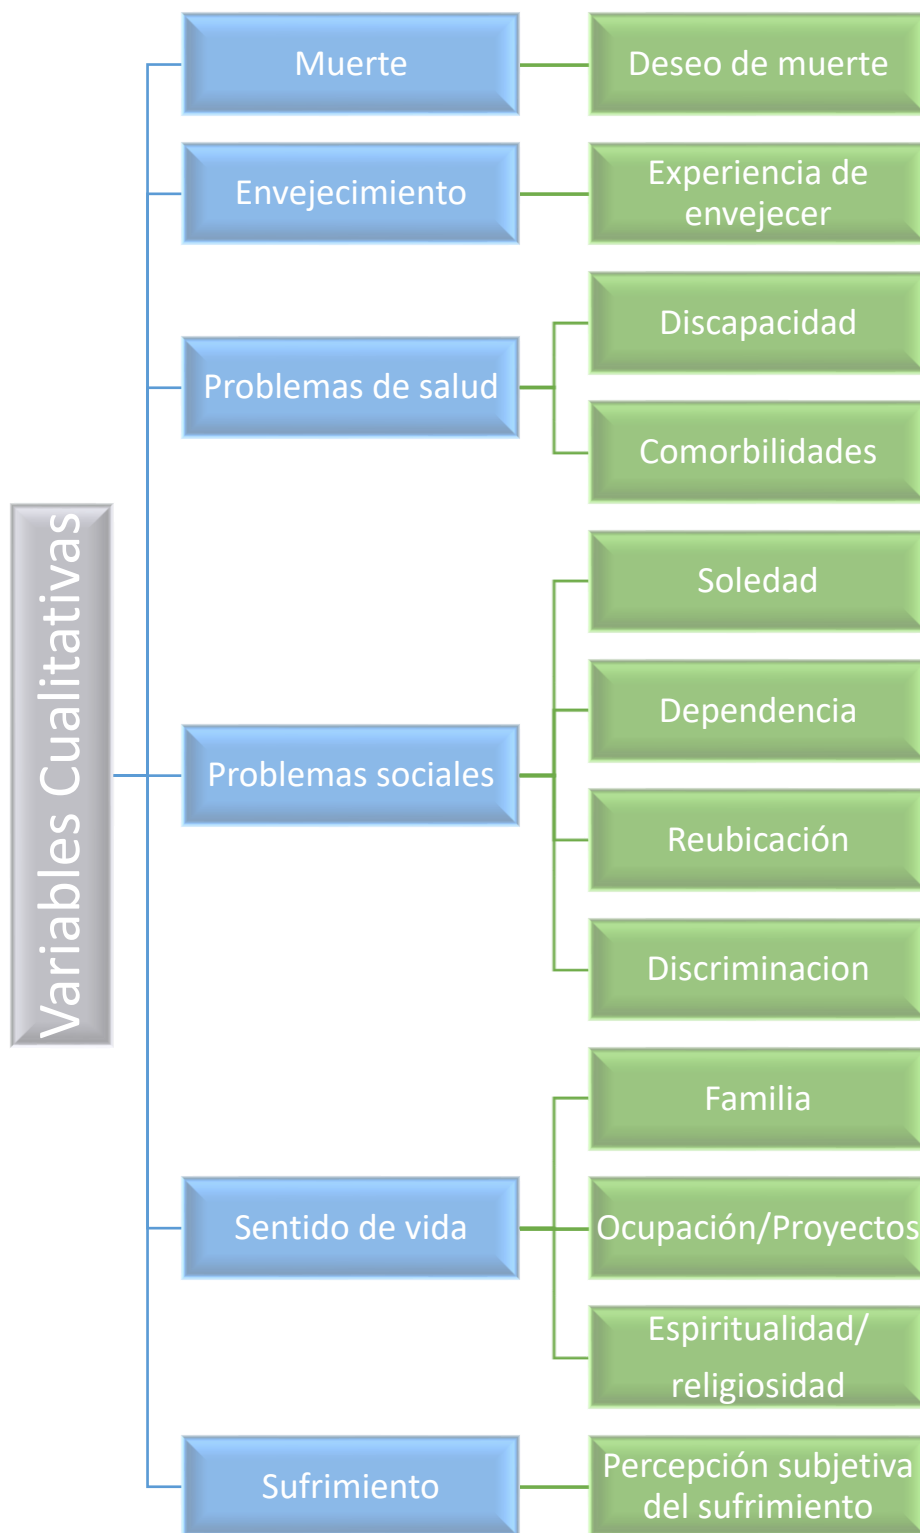 Variables Cualitativas
Muerte
Deseo de muerte
Envejecimiento
Experiencia de
envejecer
Problemas de salud
Discapacidad
Comorbilidades
Problemas sociales
Soledad
Dependencia
Reubicación
Discriminacion
Sentido de vida
Familia
Ocupación/Proyectos
Espiritualidad/
religiosidad
Sufrimiento
Percepción subjetiva
del sufrimiento